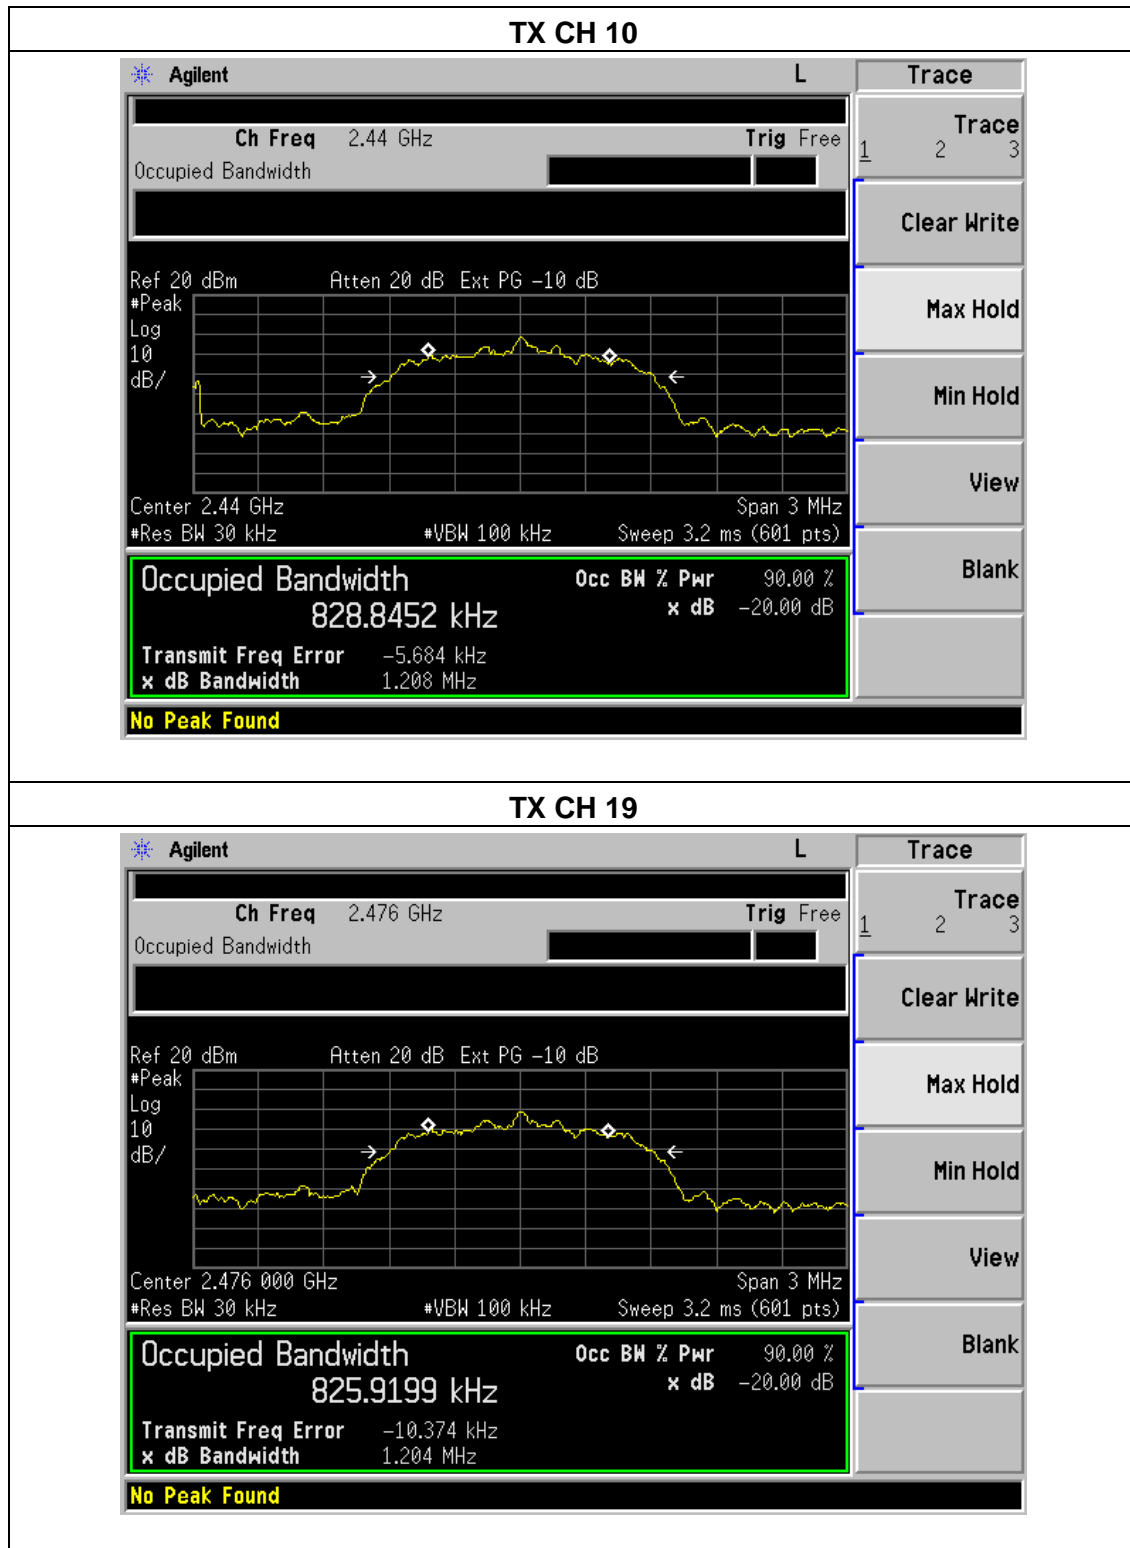 TX CH 10
Agilent L Trace
Ch Freq 2.44 GHz Trig Free
Occupied Bandwidth
Trace
1 2 3
Clear Write
Max Hold
Min Hold
View
Blank
Ref 20 dBm Atten 20 dB Ext PG -10 dB
#Peak
Log
10
dB/
Center 2.44 GHz Span 3 MHz
#Res BW 30 kHz #VBW 100 kHz Sweep 3.2 ms (601 pts)
Occupied Bandwidth Occ BW % Pwr 90.00 %
828.8452 kHz x dB -20.00 dB
Transmit Freq Error -5.684 kHz
x dB Bandwidth 1.208 MHz
No Peak Found
TX CH 19
Agilent L Trace
Ch Freq 2.476 GHz Trig Free
Occupied Bandwidth
Trace
1 2 3
Clear Write
Max Hold
Min Hold
View
Blank
Ref 20 dBm Atten 20 dB Ext PG -10 dB
#Peak
Log
10
dB/
Center 2.476 000 GHz Span 3 MHz
#Res BW 30 kHz #VBW 100 kHz Sweep 3.2 ms (601 pts)
Occupied Bandwidth Occ BW % Pwr 90.00 %
825.9199 kHz x dB -20.00 dB
Transmit Freq Error -10.374 kHz
x dB Bandwidth 1.204 MHz
No Peak Found